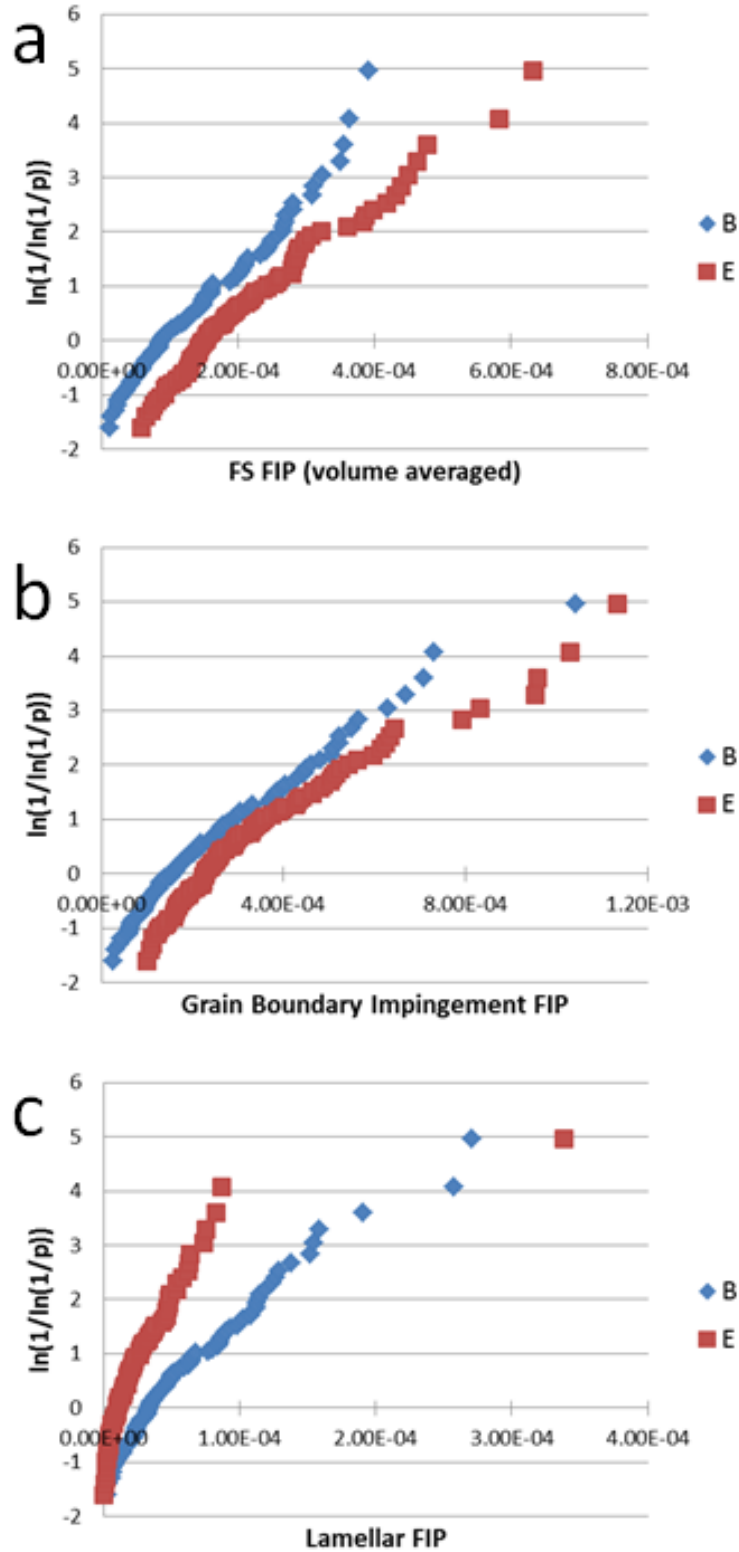 a
6
5
4
3
2
1
0
-1
-2
ln(1/ln(1/p))
0.00E+00 2.00E-04 4.00E-04 6.00E-04 8.00E-04
FS FIP (volume averaged)
B
E
b
6
5
4
3
2
1
0
-1
-2
ln(1/ln(1/p))
0.00E+00 4.00E-04 8.00E-04 1.20E-03
Grain Boundary Impingement FIP
B
E
c
6
5
4
3
2
1
0
-1
-2
ln(1/ln(1/p))
0.00E+00 1.00E-04 2.00E-04 3.00E-04 4.00E-04
Lamellar FIP
B
E